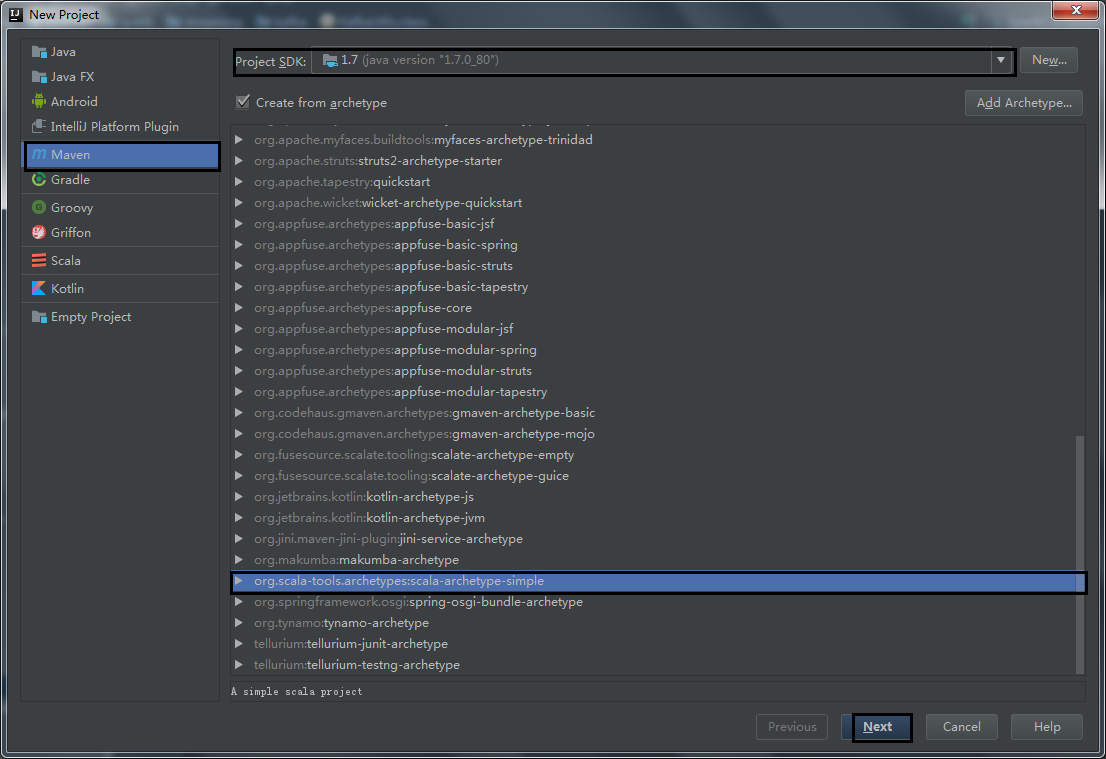 New Project
Java
Java FX
Android
IntelliJ Platform Plugin
Maven
Gradle
Groovy
Griffon
Scala
Kotlin
Empty Project
Project SDK: 1.7 (java version "1.7.0_80") New...
Create from archetype Add Archetype...
org.apache.myfaces.buildtools:myfaces-archetype-trinidad
org.apache.struts:struts2-archetype-starter
org.apache.tapestry:quickstart
org.apache.wicket:wicket-archetype-quickstart
org.appfuse.archetypes:appfuse-basic-jsf
org.appfuse.archetypes:appfuse-basic-spring
org.appfuse.archetypes:appfuse-basic-struts
org.appfuse.archetypes:appfuse-basic-tapestry
org.appfuse.archetypes:appfuse-core
org.appfuse.archetypes:appfuse-modular-jsf
org.appfuse.archetypes:appfuse-modular-spring
org.appfuse.archetypes:appfuse-modular-struts
org.appfuse.archetypes:appfuse-modular-tapestry
org.codehaus.gmaven.archetypes:gmaven-archetype-basic
org.codehaus.gmaven.archetypes:gmaven-archetype-mojo
org.fusesource.scalate.tooling:scalate-archetype-empty
org.fusesource.scalate.tooling:scalate-archetype-guice
org.jetbrains.kotlin:kotlin-archetype-js
org.jetbrains.kotlin:kotlin-archetype-jvm
org.jini.maven-jini-plugin:jini-service-archetype
org.makumba:makumba-archetype
org.scala-tools.archetypes:scala-archetype-simple
org.springframework.osgi:spring-osgi-bundle-archetype
org.tynamo:tynamo-archetype
tellurium:tellurium-junit-archetype
tellurium:tellurium-testng-archetype
A simple scala project
Previous Next Cancel Help